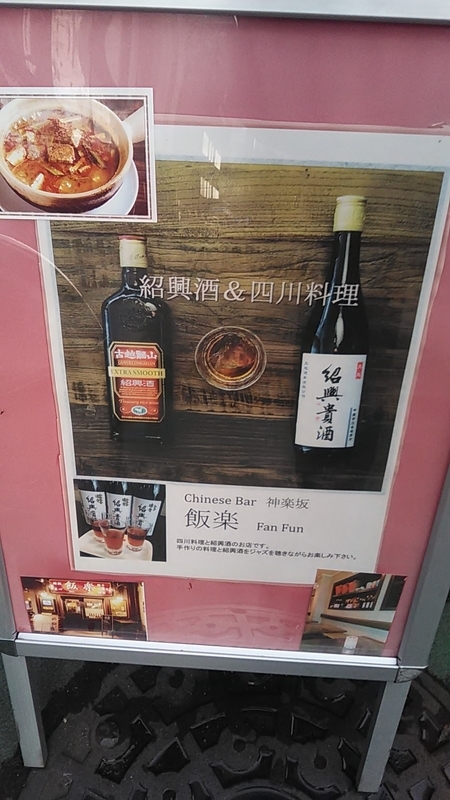 紹興酒＆四川料理
古越龍山
EXTRA SMOOTH
紹興酒
紹興貴酒
Chinese Bar 神楽坂
飯楽 Fan Fun
四川料理と紹興酒のお店です。
手作りの料理と紹興酒をジャズを聴きながらお楽しみ下さい。
飯楽